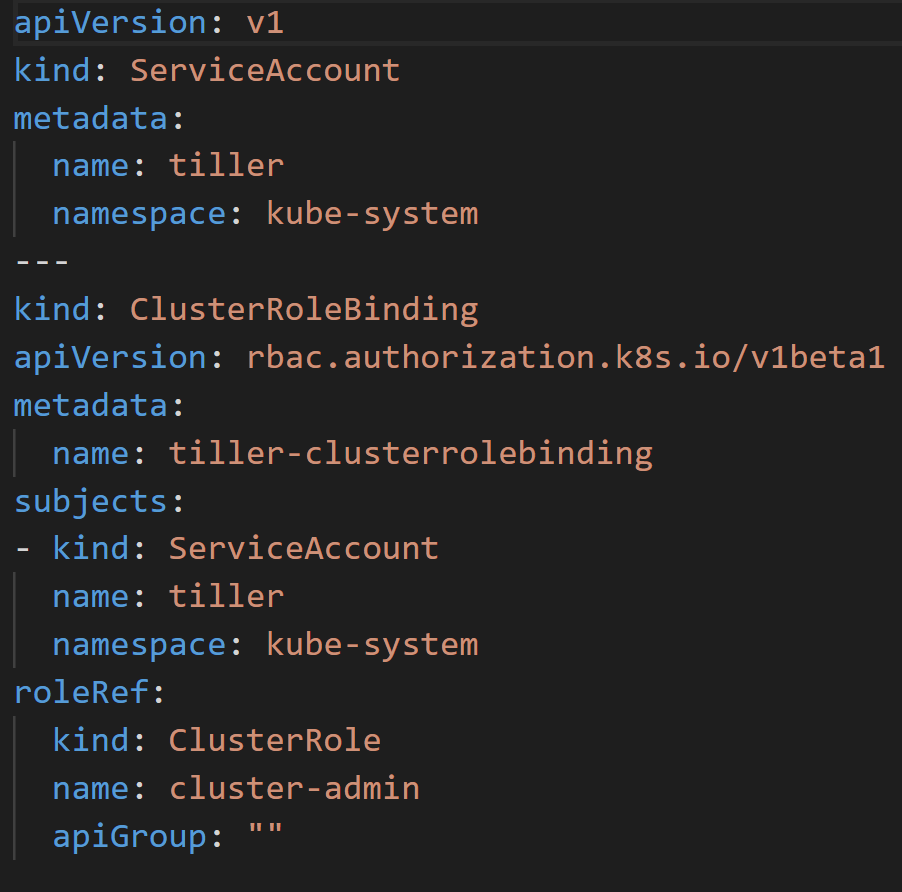 apiVersion: v1
kind: ServiceAccount
metadata:
  name: tiller
  namespace: kube-system
---
kind: ClusterRoleBinding
apiVersion: rbac.authorization.k8s.io/v1beta1
metadata:
  name: tiller-clusterrolebinding
subjects:
- kind: ServiceAccount
  name: tiller
  namespace: kube-system
roleRef:
  kind: ClusterRole
  name: cluster-admin
  apiGroup: ""